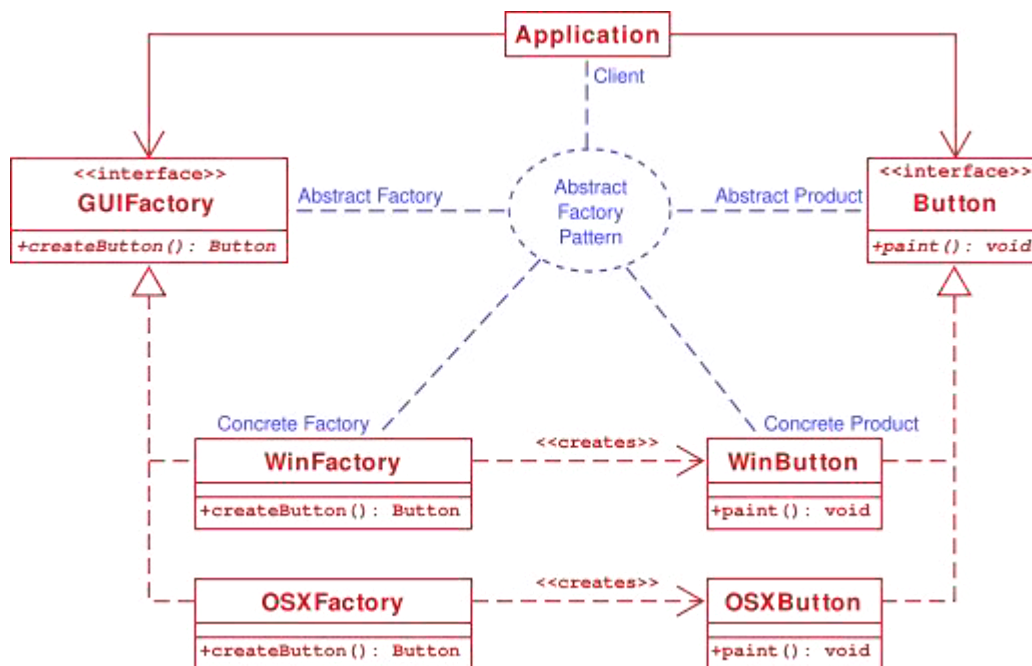 Application
Client
<<interface>>
GUIFactory
+createButton(): Button
Abstract Factory
Abstract
Factory
Pattern
Abstract Product
<<interface>>
Button
+paint(): void
Concrete Factory
WinFactory
+createButton(): Button
<<creates>>
Concrete Product
WinButton
+paint(): void
OSXFactory
+createButton(): Button
<<creates>>
OSXButton
+paint(): void